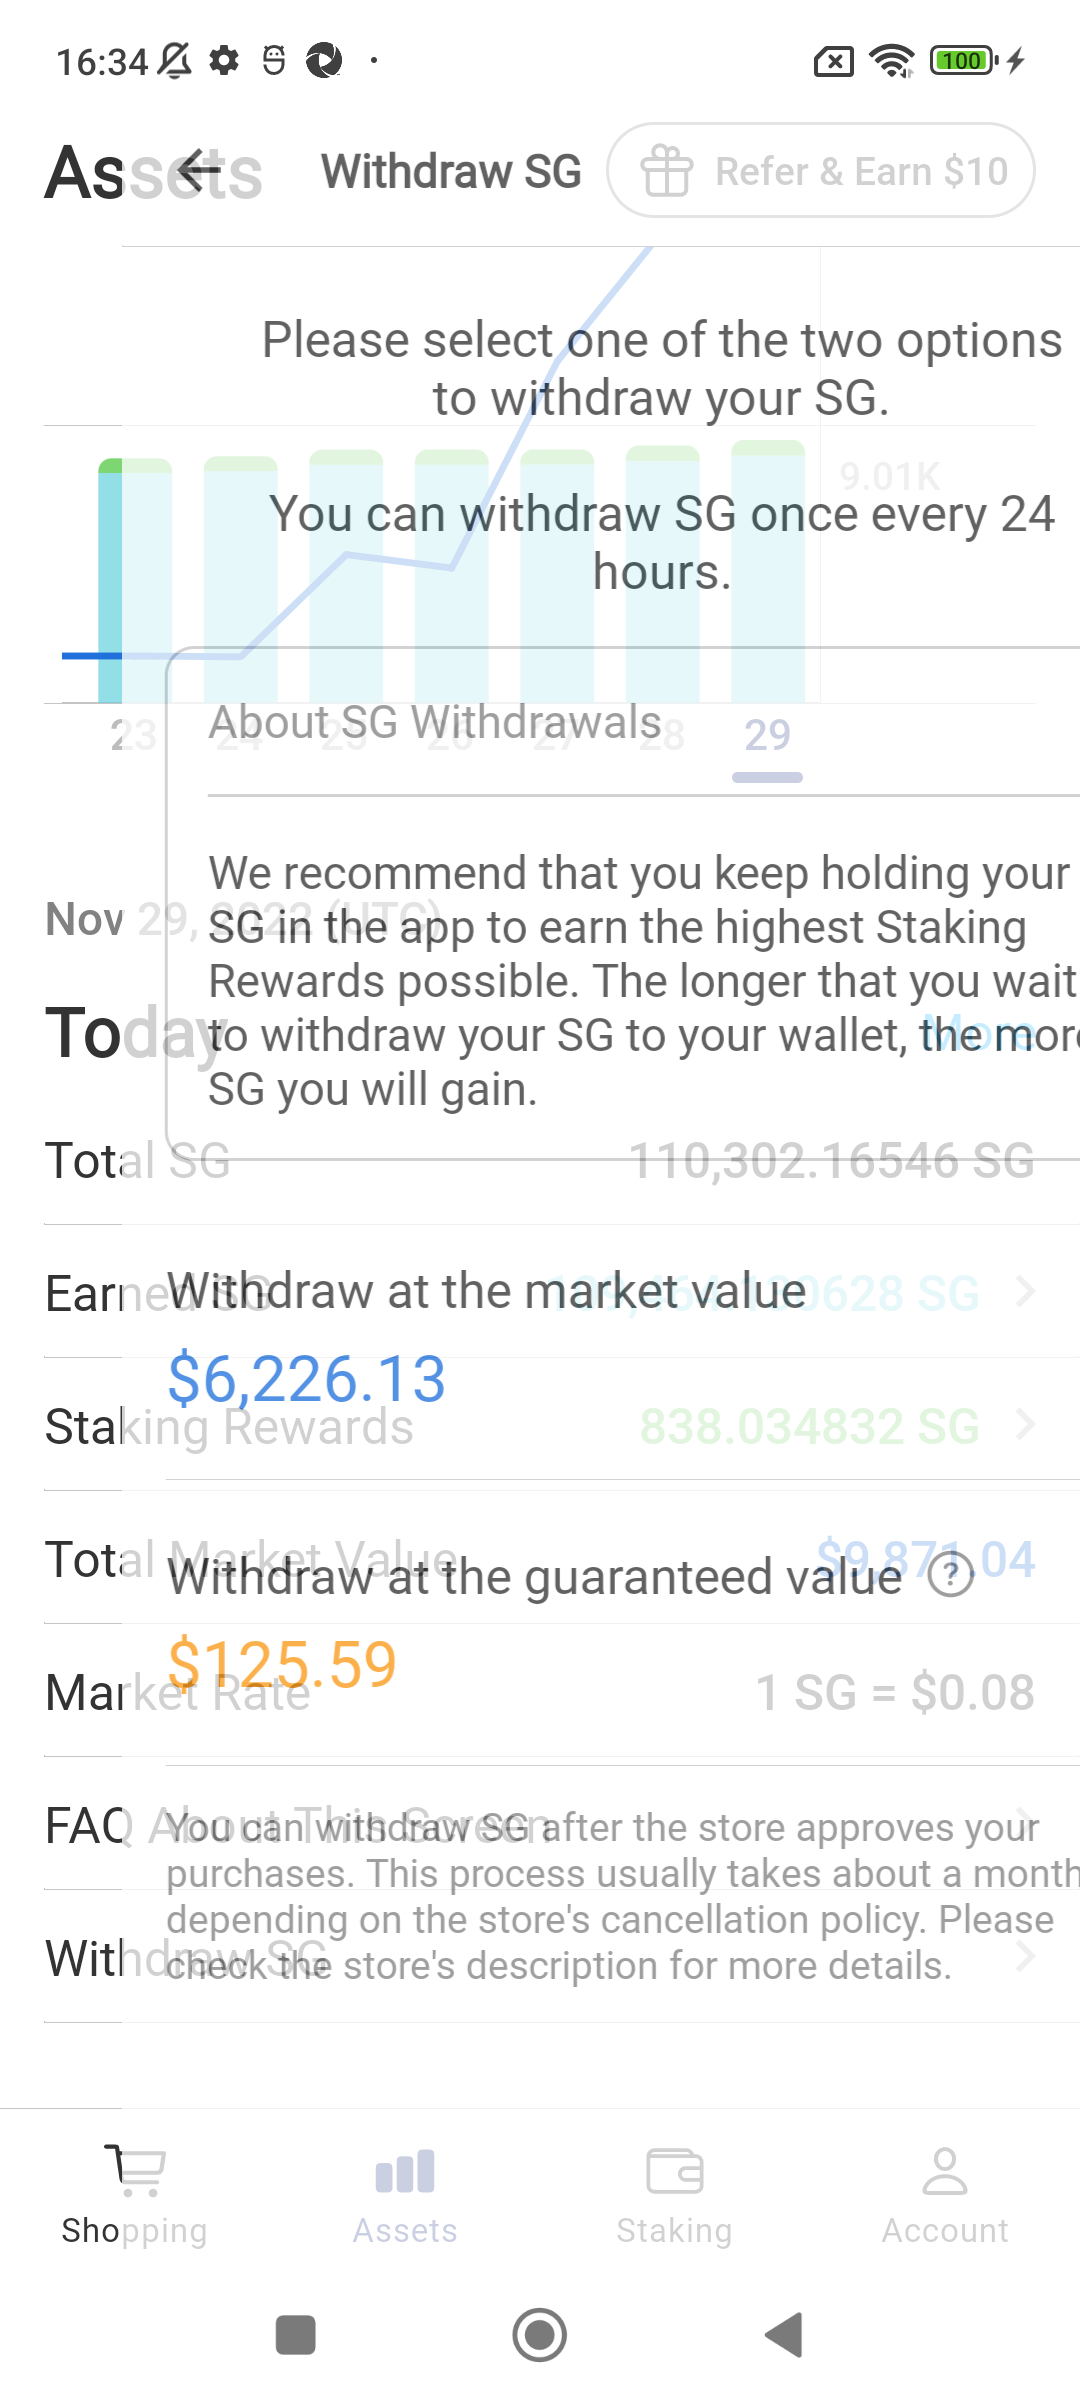 16:34
100
Assets
Withdraw SG
Refer & Earn $10
Please select one of the two options
to withdraw your SG.
9.01K
You can withdraw SG once every 24
hours.
23 24 25 26 27 28 29
About SG Withdrawals
Nov 29, 2022 (UTC)
We recommend that you keep holding your
SG in the app to earn the highest Staking
Rewards possible. The longer that you wait
to withdraw your SG to your wallet, the more
SG you will gain.
Today
More
Total SG
110,302.16546 SG
Earned SG
SG
Withdraw at the market value
$6,226.13
Staking Rewards
838.034832 SG
Total Market Value
$9,871.04
Withdraw at the guaranteed value ?
$125.59
Market Rate
1 SG = $0.08
FAQ About This Screen
You can withdraw SG after the store approves your
purchases. This process usually takes about a month
depending on the store's cancellation policy. Please
check the store's description for more details.
Withdraw SG
Shopping
Assets
Staking
Account